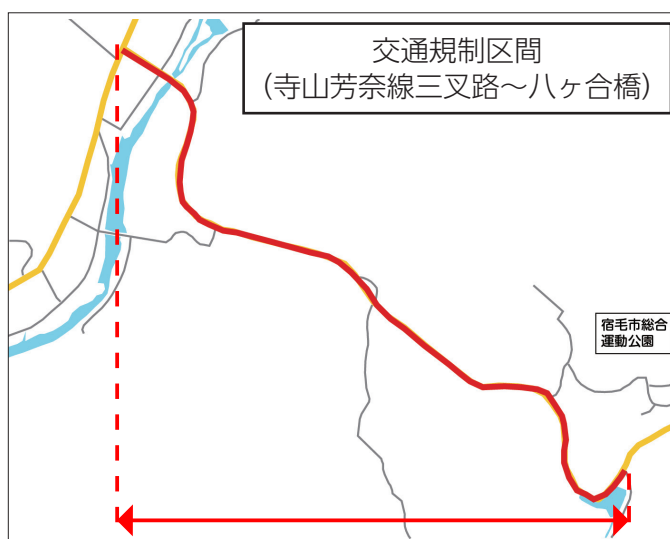 交通規制区間
(寺山芳奈線三叉路～八ヶ合橋)
宿毛市総合
運動公園